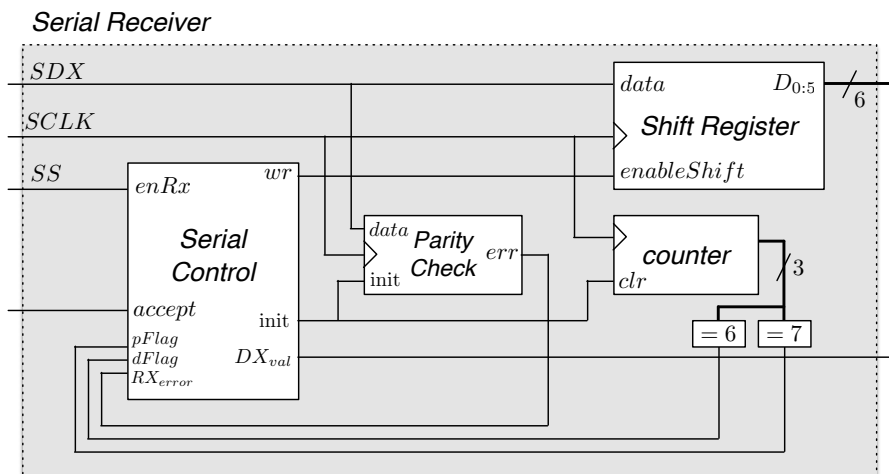 Serial Receiver
SDX
SCLK
SS
data
D0:5
Shift Register
enableShift
6
enRx
wr
Serial
Control
accept
init
pFlag
dFlag
RXerror
DXval
data
Parity
Check
init
err
counter
clr
3
= 6
= 7